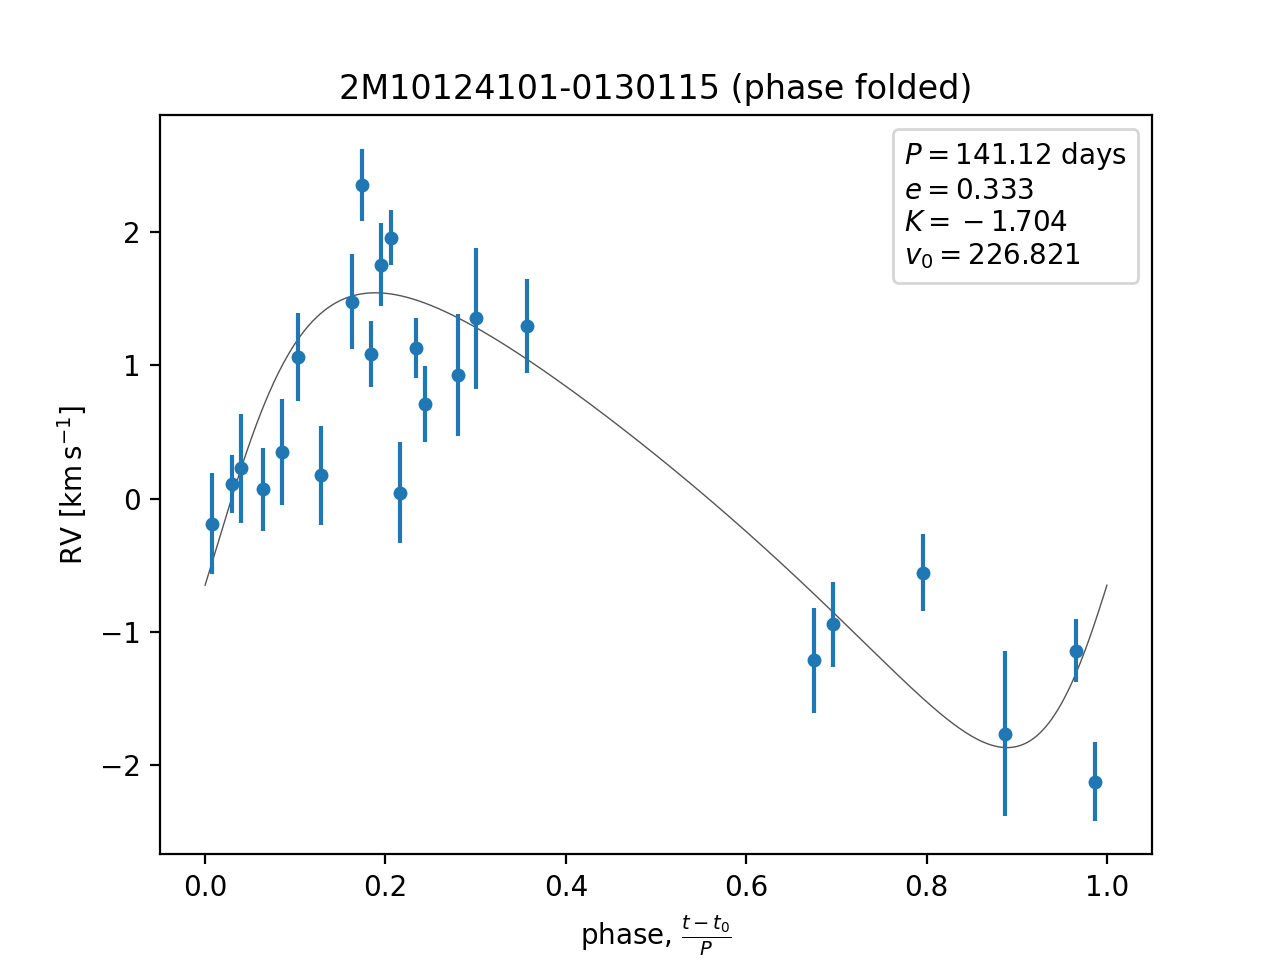 2M10124101-0130115 (phase folded)
P = 141.12 days
e = 0.333
K = −1.704
v₀ = 226.821
RV [km s⁻¹]
2
1
0
−1
−2
0.0 0.2 0.4 0.6 0.8 1.0
phase, (t − t₀)/P